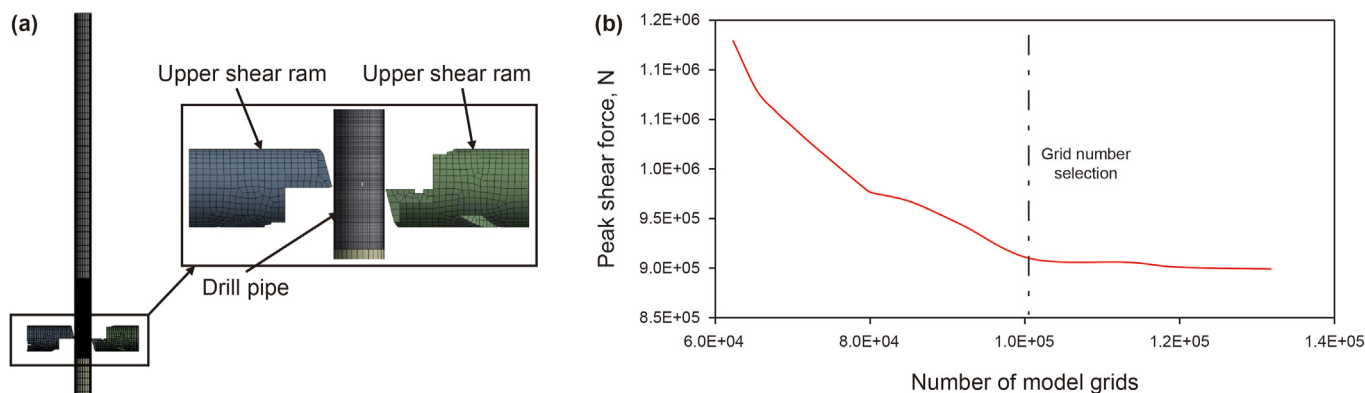 (a)
Upper shear ram
Upper shear ram
Drill pipe
(b)
Peak shear force, N
1.2E+06
1.1E+06
1.1E+06
1.0E+06
9.5E+05
9.0E+05
8.5E+05
Grid number
selection
6.0E+04
8.0E+04
1.0E+05
1.2E+05
1.4E+05
Number of model grids